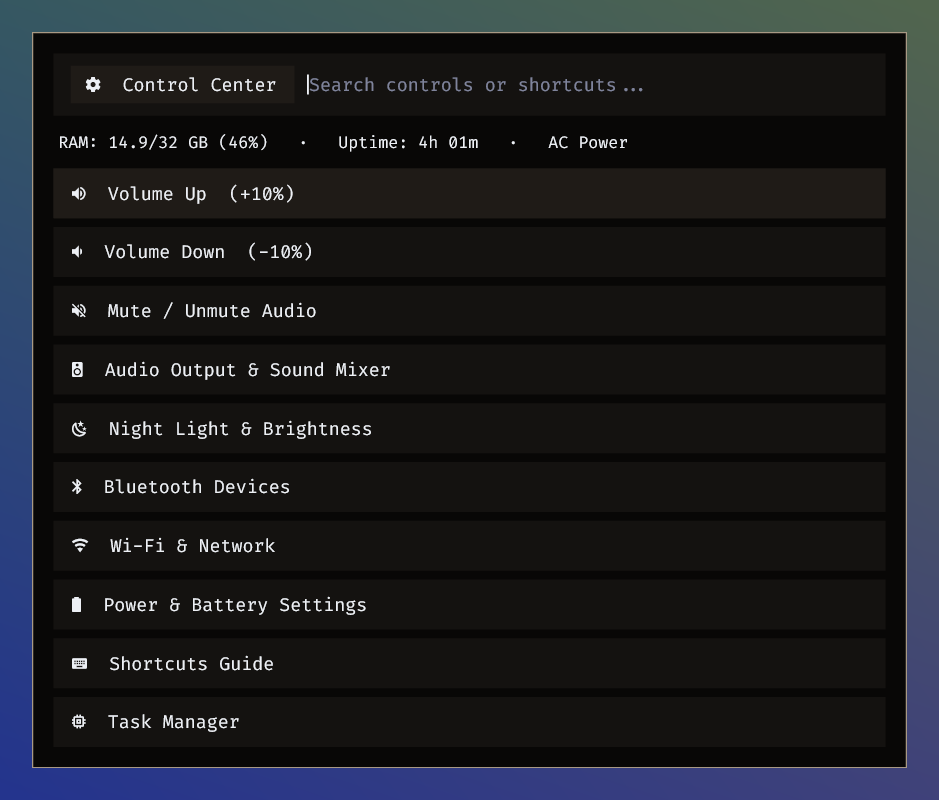 Control Center Search controls or shortcuts...
RAM: 14.9/32 GB (46%) · Uptime: 4h 01m · AC Power
Volume Up (+10%)
Volume Down (-10%)
Mute / Unmute Audio
Audio Output & Sound Mixer
Night Light & Brightness
Bluetooth Devices
Wi-Fi & Network
Power & Battery Settings
Shortcuts Guide
Task Manager